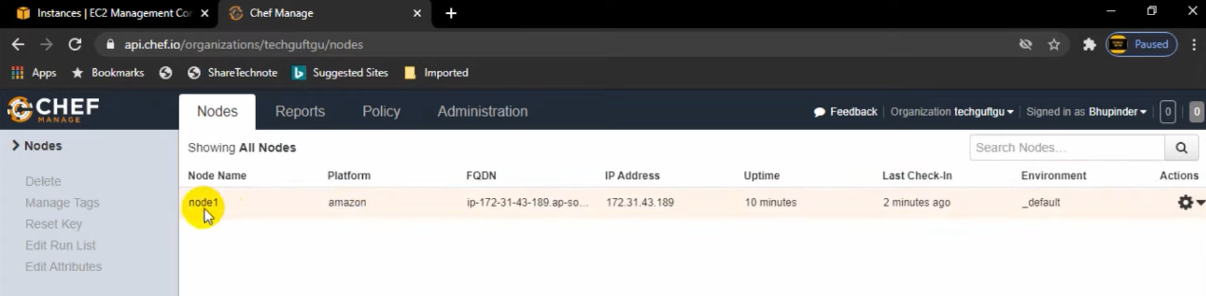 Instances | EC2 Management Cor
Chef Manage
api.chef.io/organizations/techguftgu/nodes
Paused
Apps Bookmarks ShareTechnote Suggested Sites Imported
CHEF
MANAGE
Nodes Reports Policy Administration
Feedback Organization techguftgu Signed in as Bhupinder 0 0
Nodes
Showing All Nodes
Search Nodes...
Node Name Platform FQDN IP Address Uptime Last Check-In Environment Actions
node1 amazon ip-172-31-43-189.ap-so... 172.31.43.189 10 minutes 2 minutes ago _default
Delete
Manage Tags
Reset Key
Edit Run List
Edit Attributes